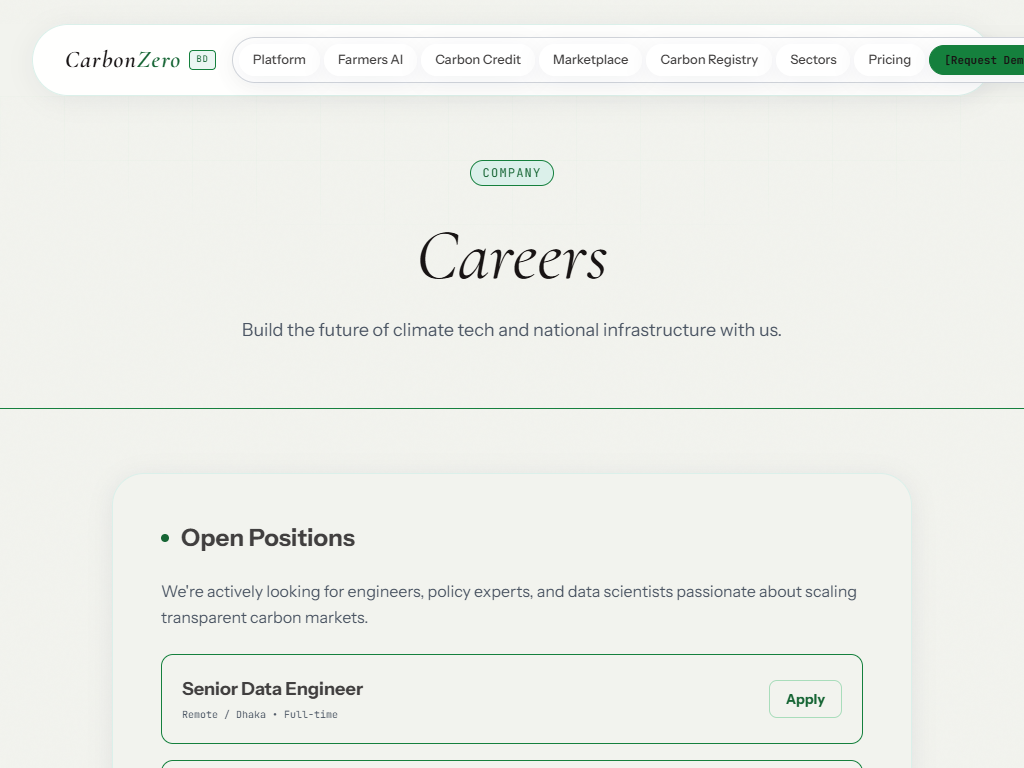 CarbonZero BD Platform Farmers AI Carbon Credit Marketplace Carbon Registry Sectors Pricing [Request Dem
COMPANY
Careers
Build the future of climate tech and national infrastructure with us.
Open Positions
We're actively looking for engineers, policy experts, and data scientists passionate about scaling
transparent carbon markets.
Senior Data Engineer
Remote / Dhaka • Full-time
Apply